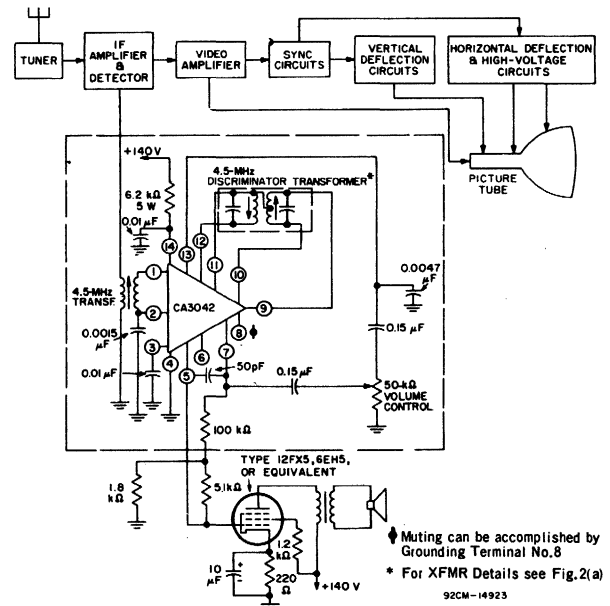 TUNER
IF
AMPLIFIER
&
DETECTOR
VIDEO
AMPLIFIER
SYNC
CIRCUITS
VERTICAL
DEFLECTION
CIRCUITS
HORIZONTAL DEFLECTION
& HIGH-VOLTAGE
CIRCUITS
PICTURE
TUBE
+140 V
6.2 kΩ
5 W
0.01 µF
4.5-MHz
DISCRIMINATOR TRANSFORMER*
14
13
12
11
10
4.5-MHz
TRANSF.
1
2
3
4
5
6
7
8
9
CA3042
ϕ
0.0015
µF
0.01 µF
50 pF
0.15 µF
0.0047
µF
0.15 µF
50-kΩ
VOLUME
CONTROL
100 kΩ
TYPE 12FX5, 6EH5,
OR EQUIVALENT
1.8
kΩ
5.1kΩ
1.2
kΩ
10
µF
+
220
Ω
+140 V
ϕ Muting can be accomplished by
Grounding Terminal No.8
* For XFMR Details see Fig.2(a)
92CM-14923